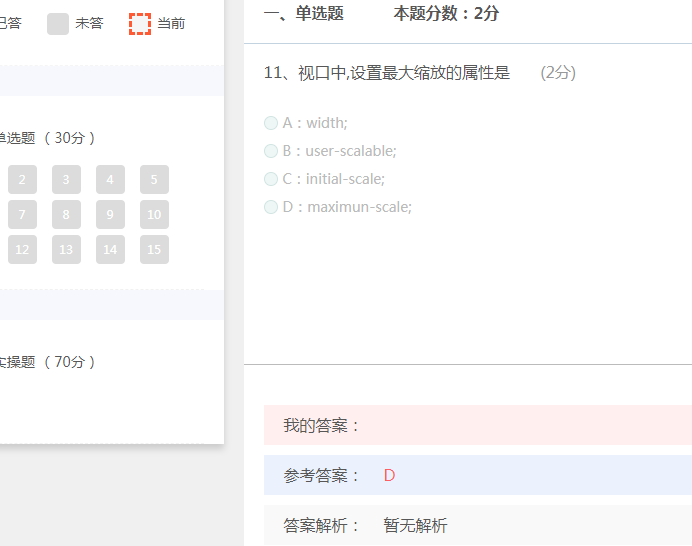 已答 未答 当前
单选题 （ 30分 ）
2 3 4 5
7 8 9 10
12 13 14 15
实操题 （ 70分 ）
一、单选题 本题分数：2分
11、视口中,设置最大缩放的属性是 (2分)
A : width;
B : user-scalable;
C : initial-scale;
D : maximun-scale;
我的答案：
参考答案： D
答案解析： 暂无解析